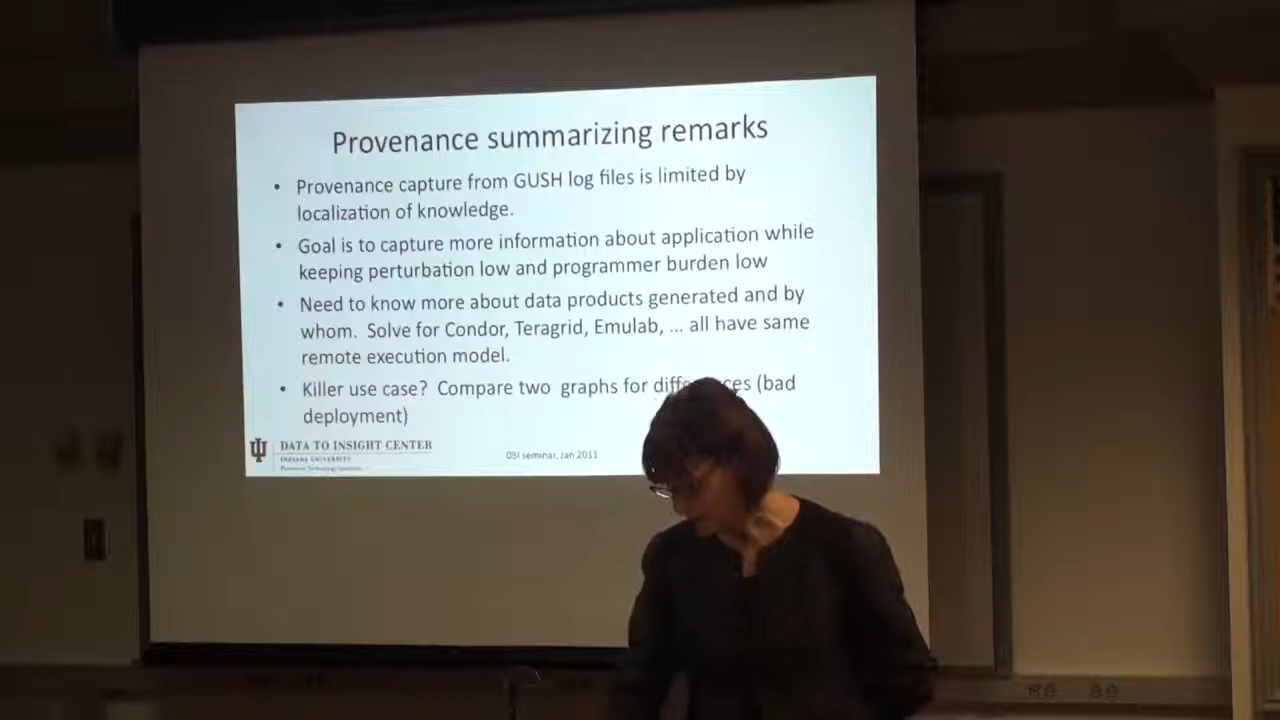 Provenance summarizing remarks
• Provenance capture from GUSH log files is limited by
localization of knowledge.
• Goal is to capture more information about application while
keeping perturbation low and programmer burden low
• Need to know more about data products generated and by
whom. Solve for Condor, Teragrid, Emulab, ... all have same
remote execution model.
• Killer use case? Compare two graphs for (bad
deployment)
DATA TO INSIGHT CENTER
INDIANA UNIVERSITY
Pervasive Technology Institute
OSI seminar, Jan 2011